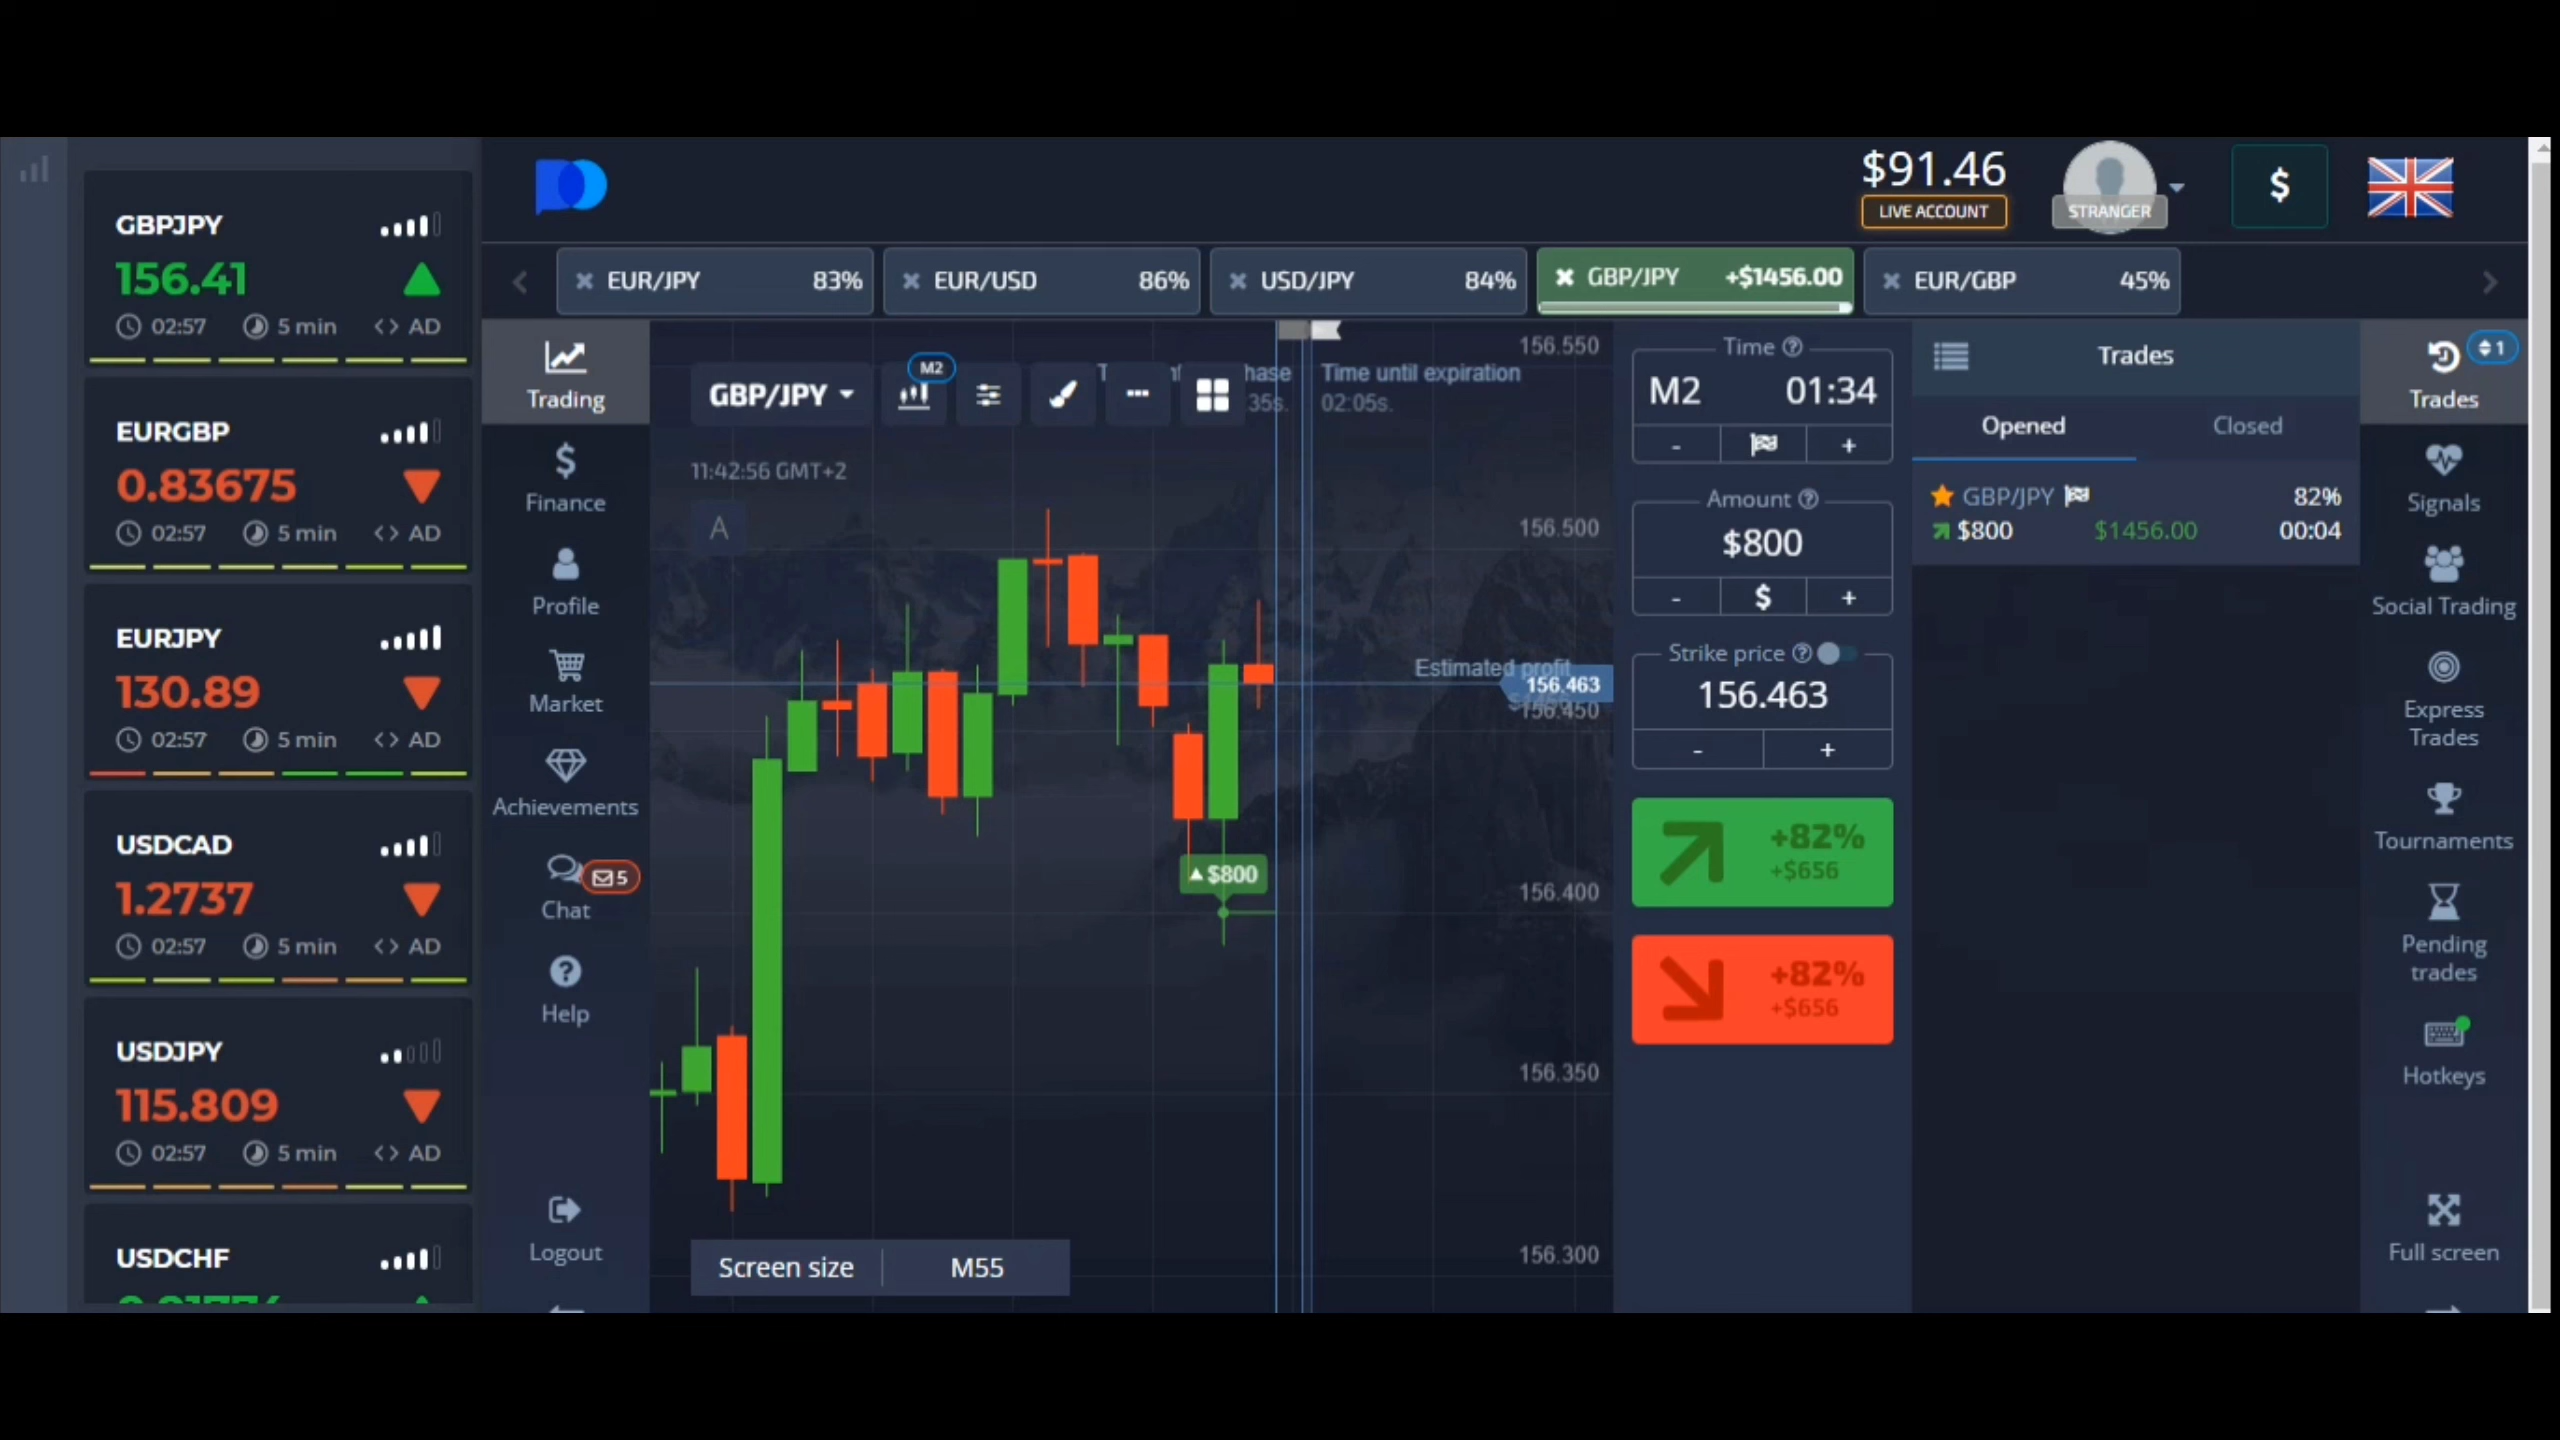 GBPJPY
156.41
02:57 5 min <> AD
EURGBP
0.83675
02:57 5 min <> AD
EURJPY
130.89
02:57 5 min <> AD
USDCAD
1.2737
02:57 5 min <> AD
USDJPY
115.809
02:57 5 min <> AD
USDCHF
$91.46
LIVE ACCOUNT
STRANGER
$
EUR/JPY 83%
EUR/USD 86%
USD/JPY 84%
GBP/JPY +$1456.00
EUR/GBP 45%
Trading
Finance
Profile
Market
Achievements
5
Chat
Help
Logout
GBP/JPY
M2
35s.
Time until expiration
02:05s.
11:42:56 GMT+2
A
156.550
156.500
Estimated profit
156.463
156.450
156.400
156.350
156.300
$800
Screen size M55
Time
M2 01:34
- +
Amount
$800
- $ +
Strike price
156.463
- +
+82%
+$656
+82%
+$656
Trades
Opened Closed
GBP/JPY 82%
$800 $1456.00 00:04
1
Trades
Signals
Social Trading
Express
Trades
Tournaments
Pending
trades
Hotkeys
Full screen